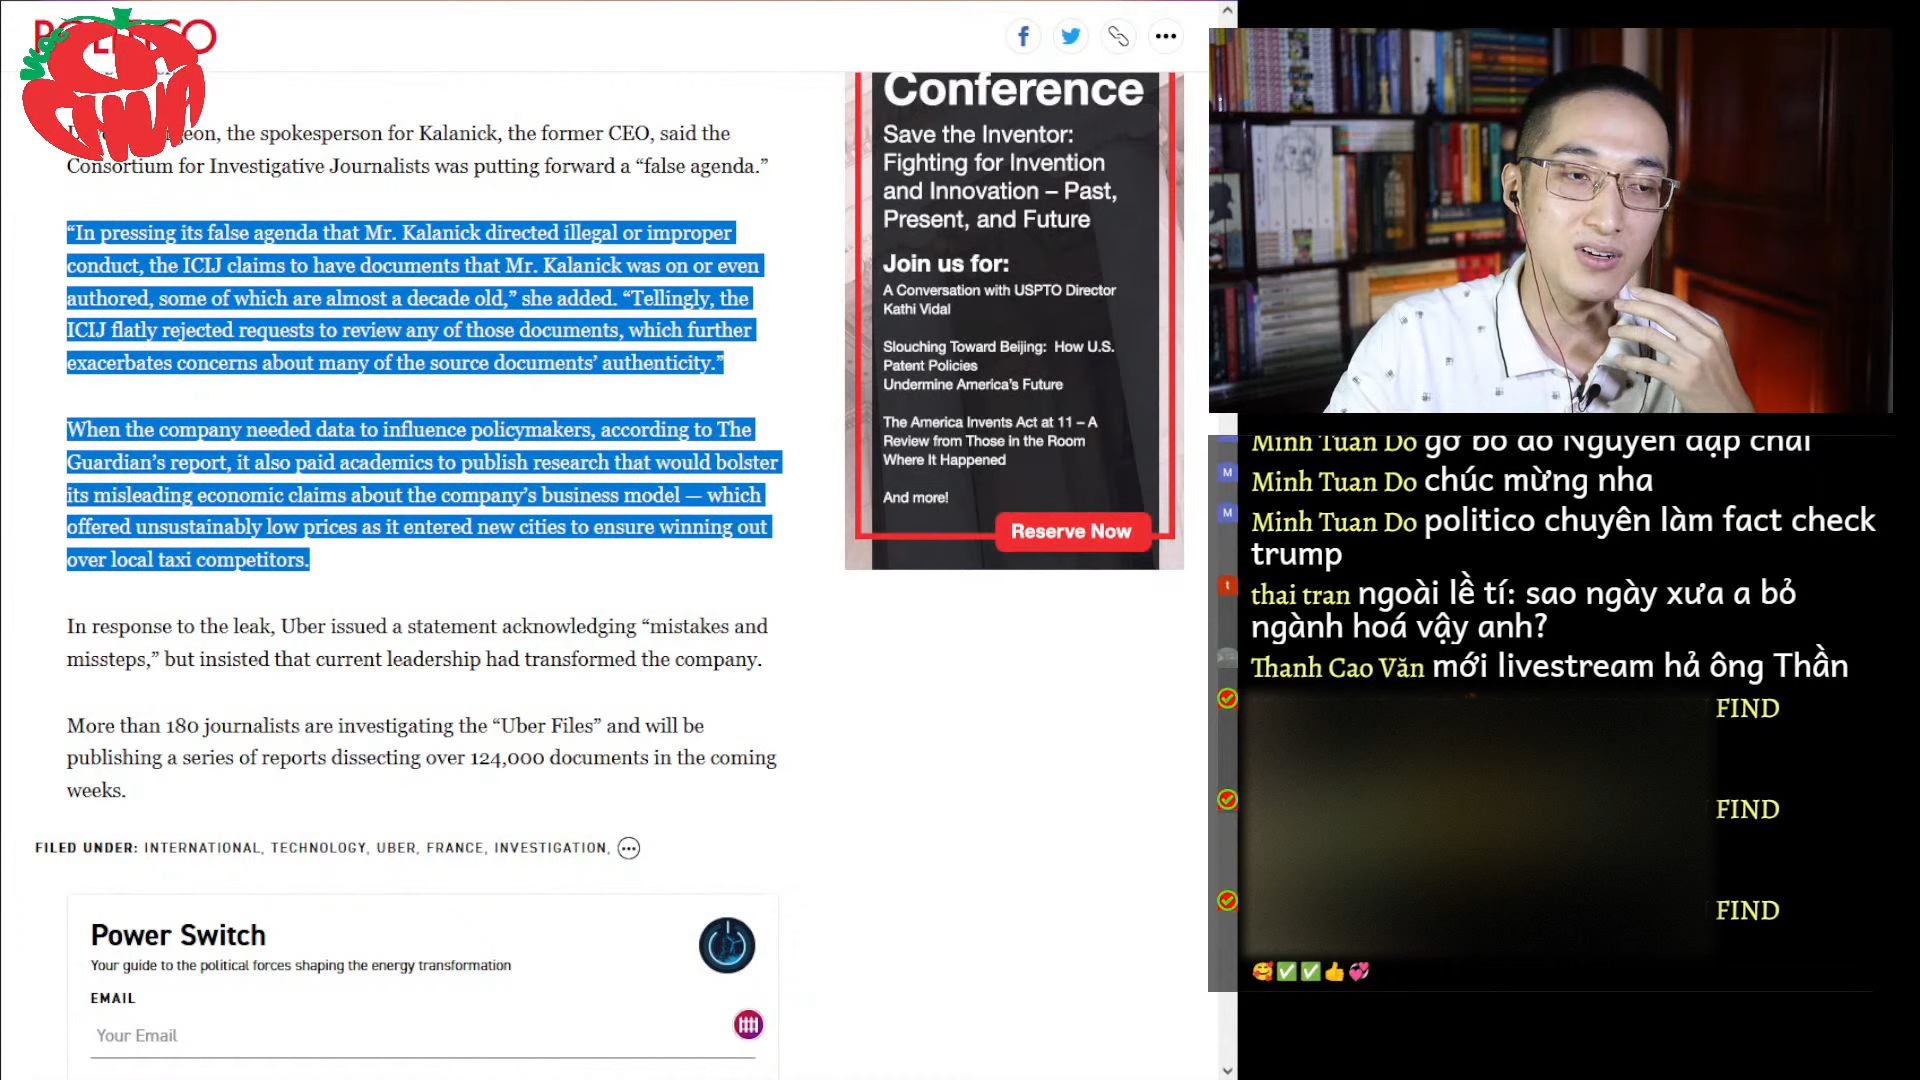 POLITICO
VOC
CÀ CHUA
geon, the spokesperson for Kalanick, the former CEO, said the
Consortium for Investigative Journalists was putting forward a “false agenda.”
“In pressing its false agenda that Mr. Kalanick directed illegal or improper
conduct, the ICIJ claims to have documents that Mr. Kalanick was on or even
authored, some of which are almost a decade old,” she added. “Tellingly, the
ICIJ flatly rejected requests to review any of those documents, which further
exacerbates concerns about many of the source documents’ authenticity.”
When the company needed data to influence policymakers, according to The
Guardian’s report, it also paid academics to publish research that would bolster
its misleading economic claims about the company’s business model — which
offered unsustainably low prices as it entered new cities to ensure winning out
over local taxi competitors.
In response to the leak, Uber issued a statement acknowledging “mistakes and
missteps,” but insisted that current leadership had transformed the company.
More than 180 journalists are investigating the “Uber Files” and will be
publishing a series of reports dissecting over 124,000 documents in the coming
weeks.
FILED UNDER: INTERNATIONAL, TECHNOLOGY, UBER, FRANCE, INVESTIGATION,
Power Switch
Your guide to the political forces shaping the energy transformation
EMAIL
Your Email
Conference
Save the Inventor:
Fighting for Invention
and Innovation – Past,
Present, and Future
Join us for:
A Conversation with USPTO Director
Kathi Vidal
Slouching Toward Beijing: How U.S.
Patent Policies
Undermine America’s Future
The America Invents Act at 11 – A
Review from Those in the Room
Where It Happened
And more!
Reserve Now
Minh Tuan Do gỡ bỏ do Nguyên đạp chai
M
Minh Tuan Do chúc mừng nha
M
Minh Tuan Do politico chuyên làm fact check
trump
t
thai tran ngoài lề tí: sao ngày xưa a bỏ
ngành hoá vậy anh?
Thanh Cao Văn mới livestream hả ông Thần
FIND
FIND
FIND
🥰✅✅👍💞